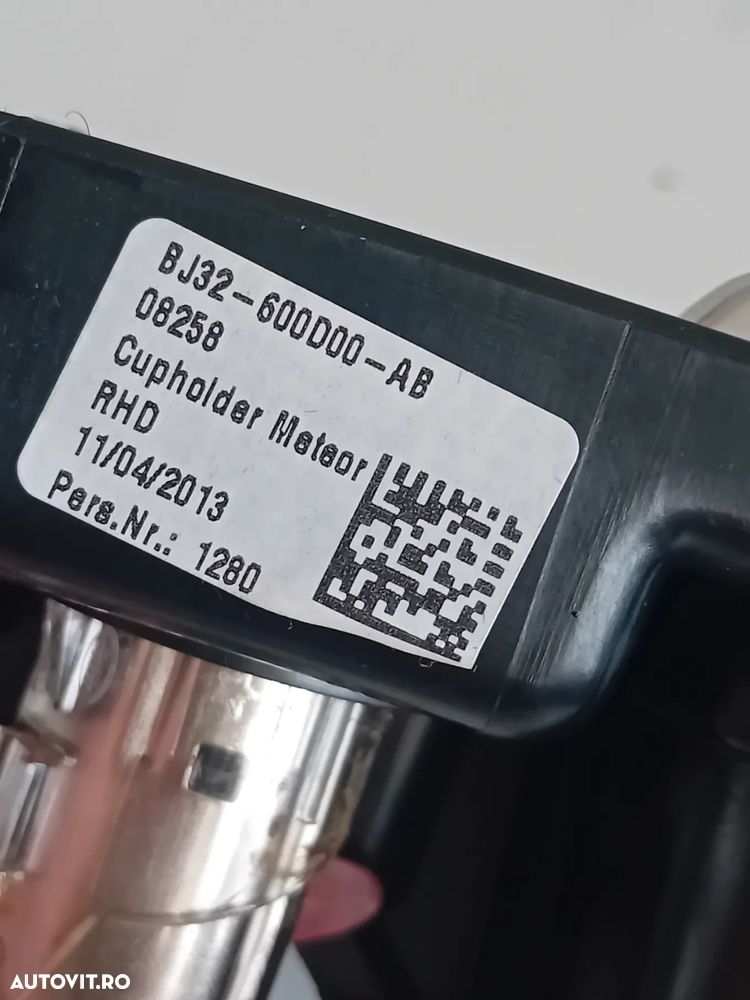 BJ32-600D00-AB
08258
Cupholder Meteor
RHD
11/04/2013
Pers.Nr.: 1280
AUTOVIT.RO